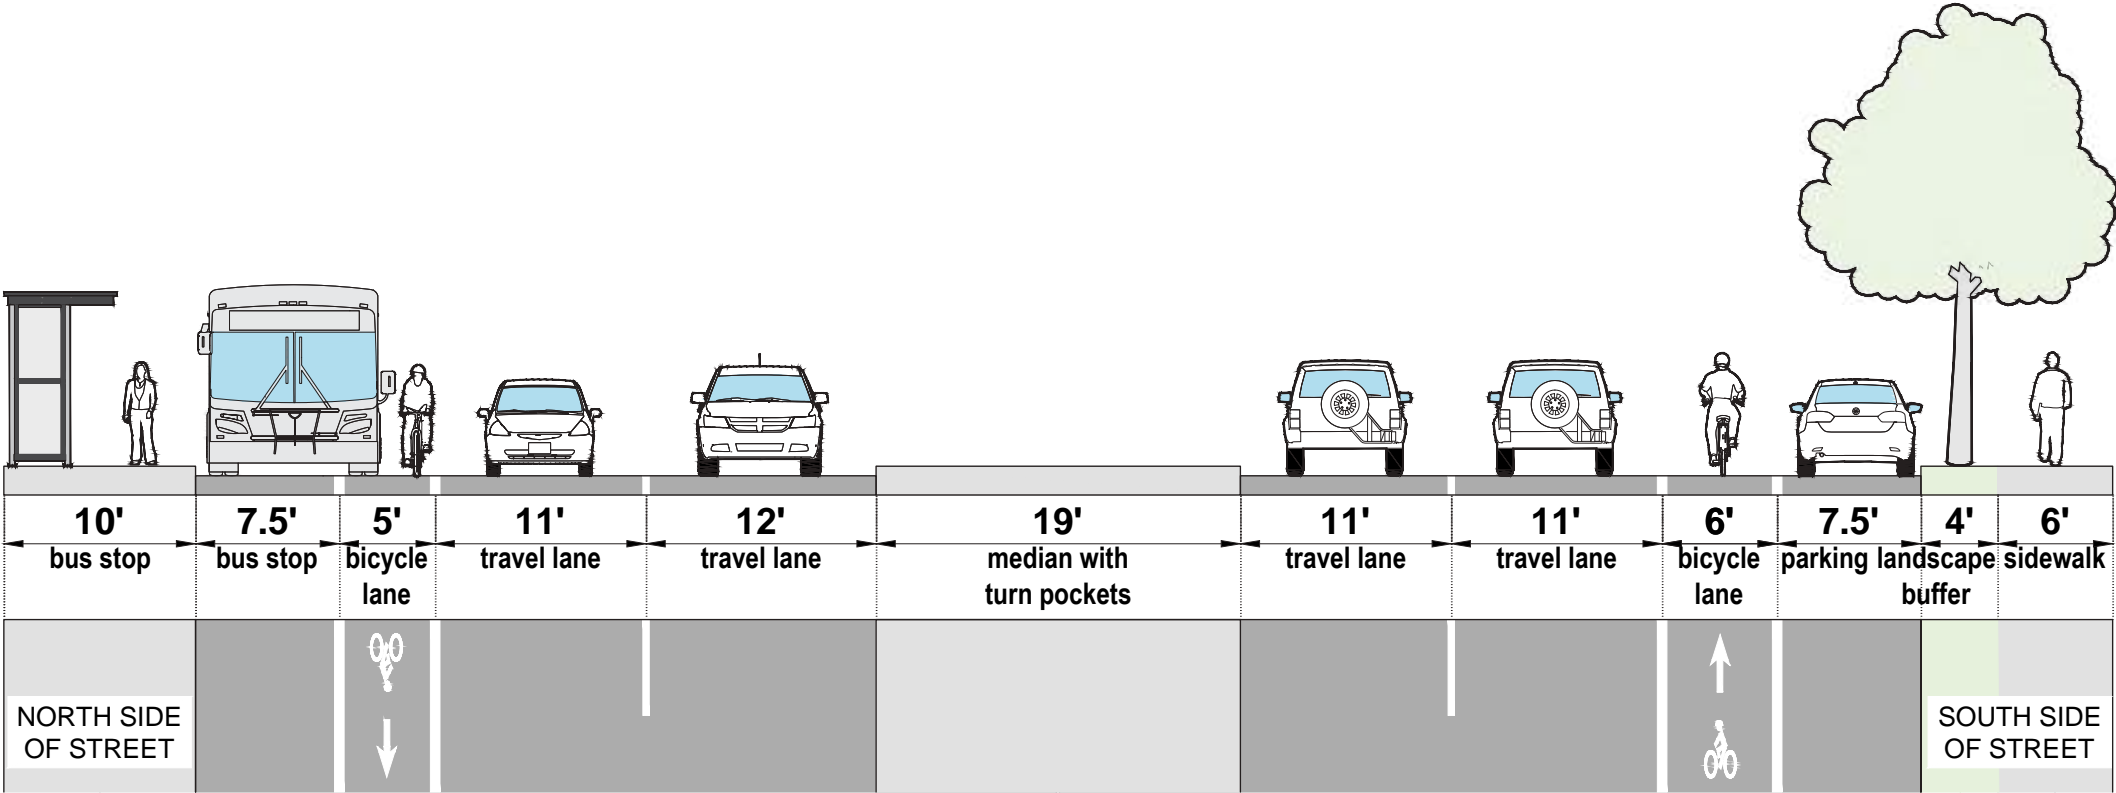 10' 7.5' 5' 11' 12' 19' 11' 11' 6' 7.5' 4' 6'
bus stop bus stop bicycle travel lane travel lane median with travel lane travel lane bicycle parking landscape sidewalk
lane turn pockets lane buffer
NORTH SIDE SOUTH SIDE
OF STREET OF STREET